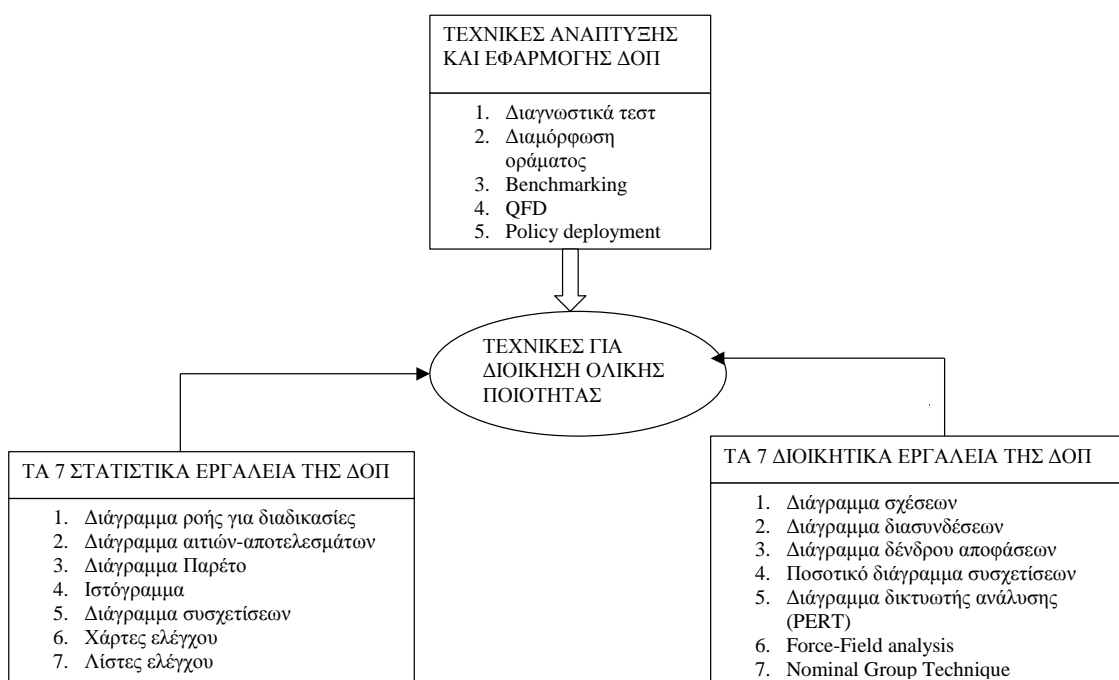 ΤΕΧΝΙΚΕΣ ΑΝΑΠΤΥΞΗΣ
ΚΑΙ ΕΦΑΡΜΟΓΗΣ ΔΟΠ
1. Διαγνωστικά τεστ
2. Διαμόρφωση
οράματος
3. Benchmarking
4. QFD
5. Policy deployment
ΤΕΧΝΙΚΕΣ ΓΙΑ
ΔΙΟΙΚΗΣΗ ΟΛΙΚΗΣ
ΠΟΙΟΤΗΤΑΣ
ΤΑ 7 ΣΤΑΤΙΣΤΙΚΑ ΕΡΓΑΛΕΙΑ ΤΗΣ ΔΟΠ
1. Διάγραμμα ροής για διαδικασίες
2. Διάγραμμα αιτιών-αποτελεσμάτων
3. Διάγραμμα Παρέτο
4. Ιστόγραμμα
5. Διάγραμμα συσχετίσεων
6. Χάρτες ελέγχου
7. Λίστες ελέγχου
ΤΑ 7 ΔΙΟΙΚΗΤΙΚΑ ΕΡΓΑΛΕΙΑ ΤΗΣ ΔΟΠ
1. Διάγραμμα σχέσεων
2. Διάγραμμα διασυνδέσεων
3. Διάγραμμα δένδρου αποφάσεων
4. Ποσοτικό διάγραμμα συσχετίσεων
5. Διάγραμμα δικτυωτής ανάλυσης
(PERT)
6. Force-Field analysis
7. Nominal Group Technique